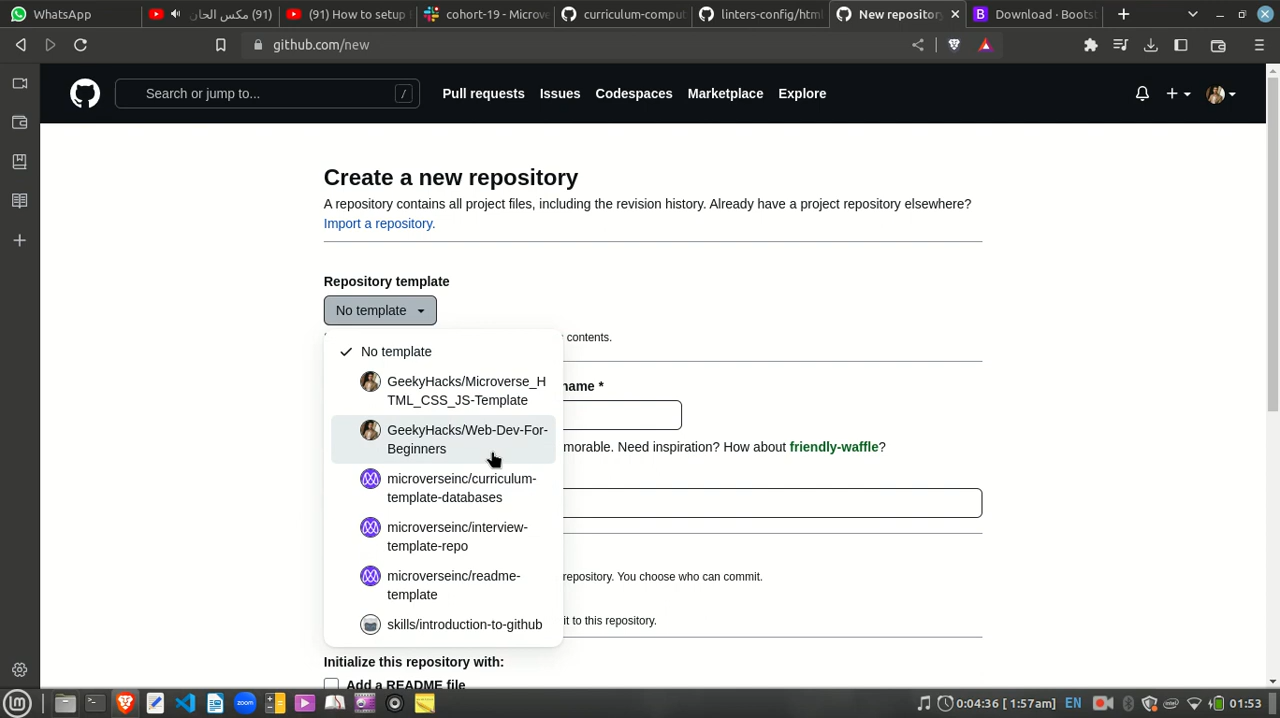 WhatsApp
(91) مكس الحان
(91) How to setup
cohort-19 - Microve
curriculum-comput
linters-config/html
New repository
Download · Bootst
github.com/new
Search or jump to...
/
Pull requests
Issues
Codespaces
Marketplace
Explore
Create a new repository
A repository contains all project files, including the revision history. Already have a project repository elsewhere?
Import a repository.
Repository template
No template
contents.
No template
GeekyHacks/Microverse_H
TML_CSS_JS-Template
name *
GeekyHacks/Web-Dev-For-
Beginners
morable. Need inspiration? How about friendly-waffle?
microverseinc/curriculum-
template-databases
microverseinc/interview-
template-repo
microverseinc/readme-
template
repository. You choose who can commit.
skills/introduction-to-github
it to this repository.
Initialize this repository with:
Add a README file
zoom
0:04:36 [ 1:57am]
EN
01:53